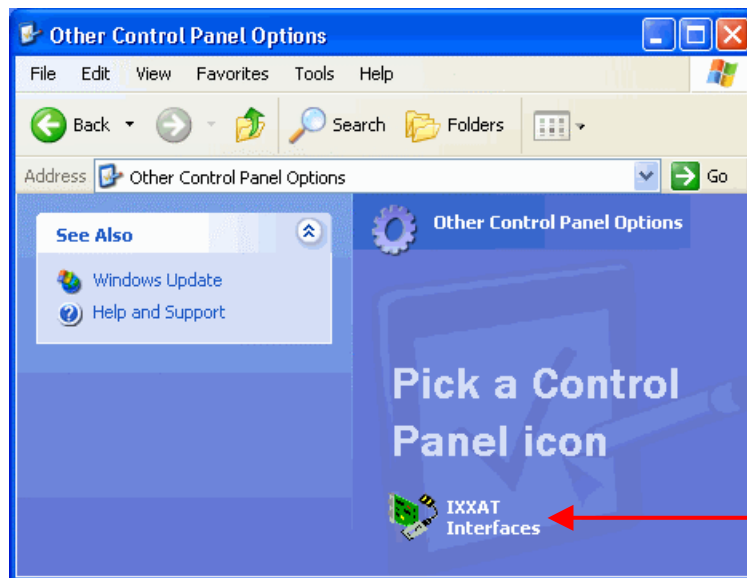 Other Control Panel Options
File Edit View Favorites Tools Help
Back Search Folders
Address Other Control Panel Options Go
See Also
Windows Update
Help and Support
Other Control Panel Options
Pick a Control
Panel icon
IXXAT
Interfaces